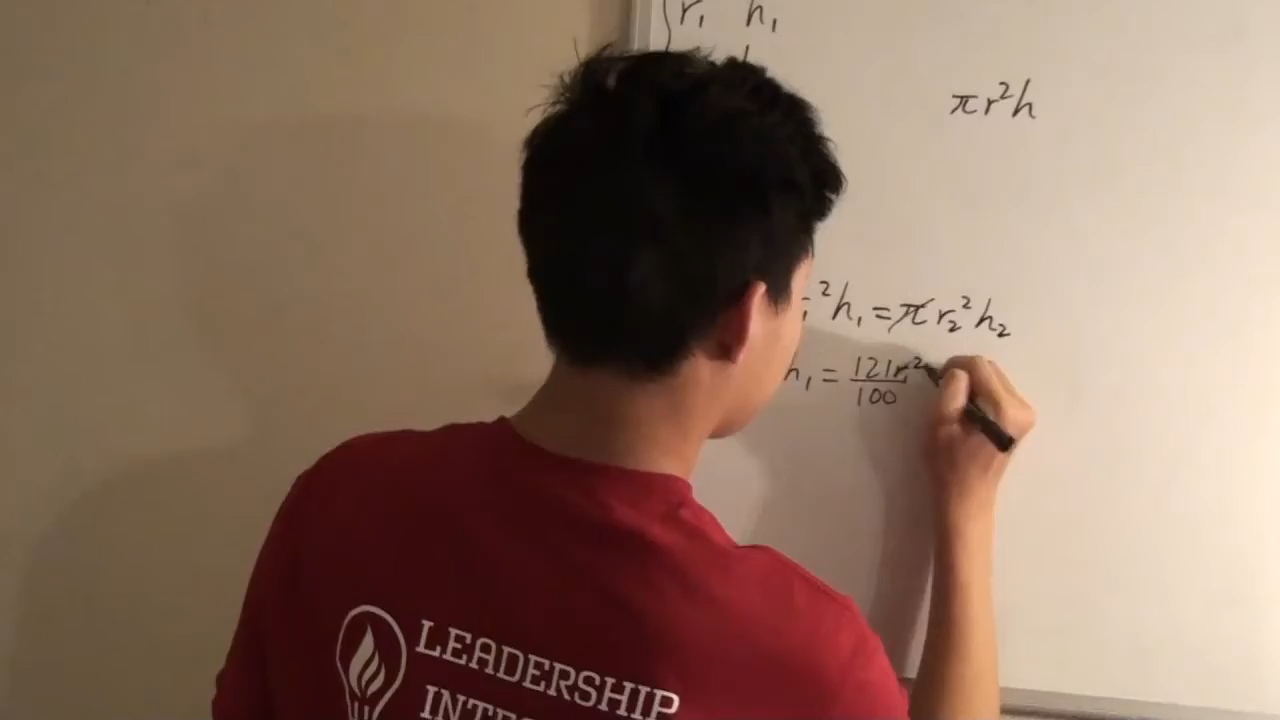 r₁ h₁
πr²h
²h₁=πr₂²h₂
h₁=121r²/100
LEADERSHIP